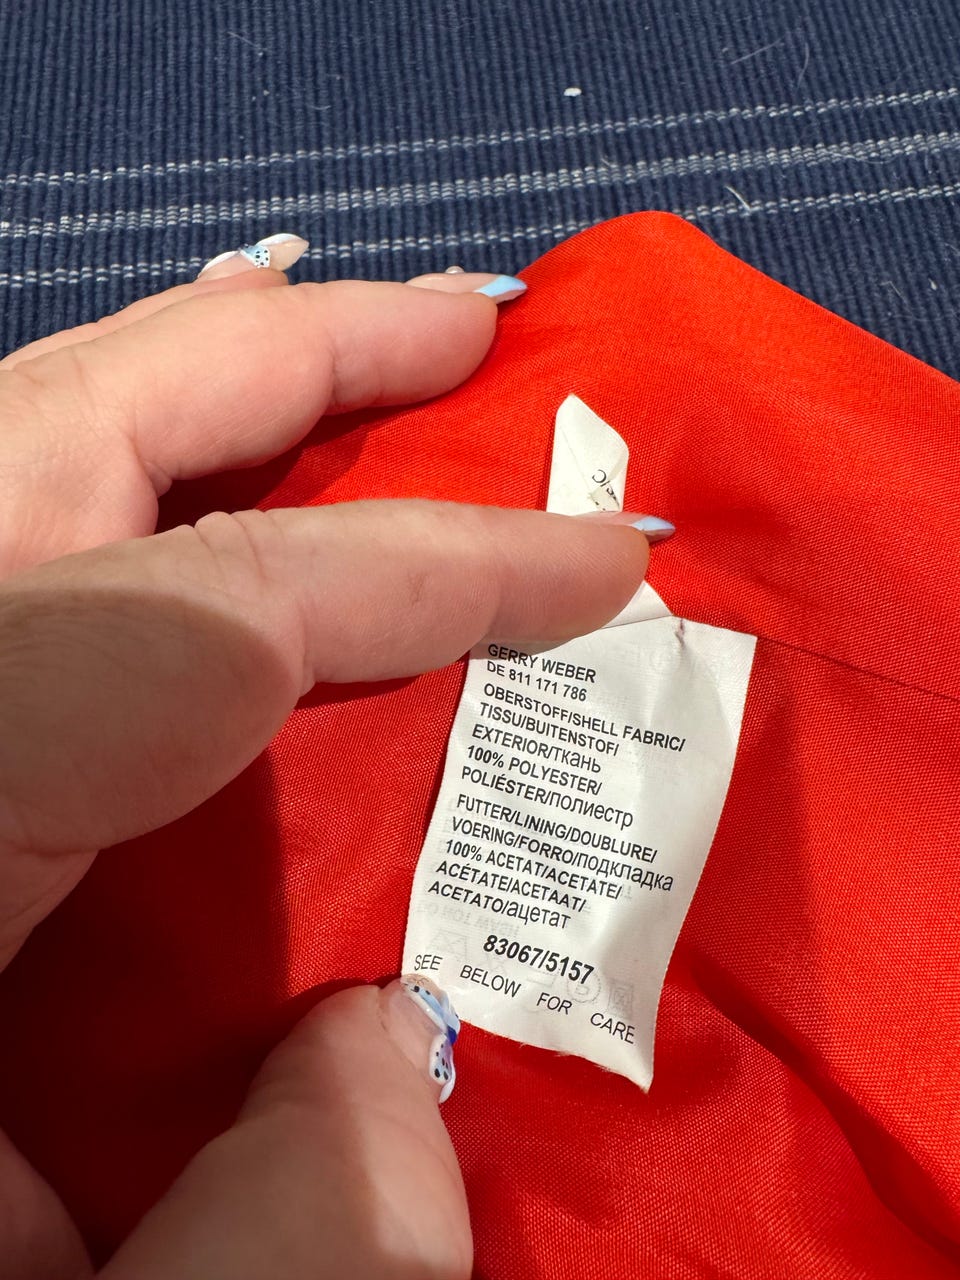 GERRY WEBER
DE 811 171 786
OBERSTOFF/SHELL FABRIC/
TISSU/BUITENSTOF/
EXTERIOR/ткань
100% POLYESTER/
POLIÉSTER/полиестр
FUTTER/LINING/DOUBLURE/
VOERING/FORRO/подкладка
100% ACETAT/ACETATE/
ACÉTATE/ACETAAT/
ACETATO/ацетат
83067/5157
SEE BELOW FOR CARE